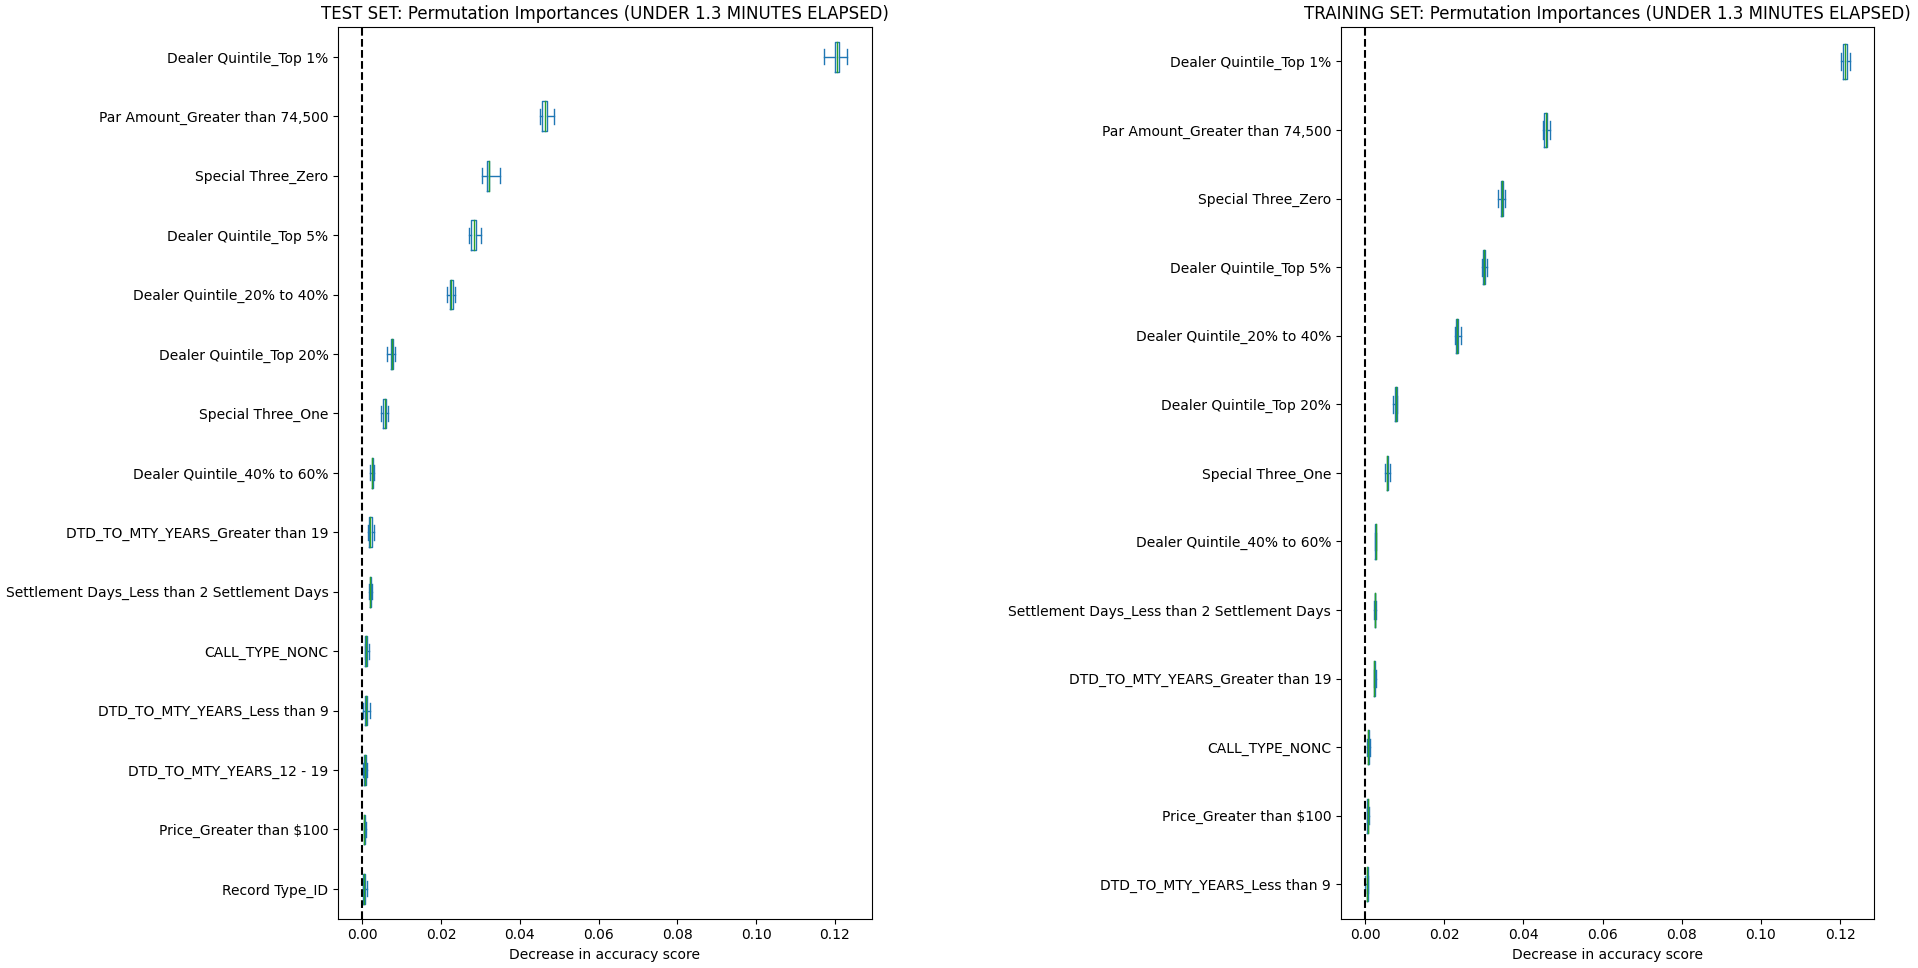 TEST SET: Permutation Importances (UNDER 1.3 MINUTES ELAPSED)
Dealer Quintile_Top 1%
Par Amount_Greater than 74,500
Special Three_Zero
Dealer Quintile_Top 5%
Dealer Quintile_20% to 40%
Dealer Quintile_Top 20%
Special Three_One
Dealer Quintile_40% to 60%
DTD_TO_MTY_YEARS_Greater than 19
Settlement Days_Less than 2 Settlement Days
CALL_TYPE_NONC
DTD_TO_MTY_YEARS_Less than 9
DTD_TO_MTY_YEARS_12 - 19
Price_Greater than $100
Record Type_ID
0.00 0.02 0.04 0.06 0.08 0.10 0.12
Decrease in accuracy score
TRAINING SET: Permutation Importances (UNDER 1.3 MINUTES ELAPSED)
Dealer Quintile_Top 1%
Par Amount_Greater than 74,500
Special Three_Zero
Dealer Quintile_Top 5%
Dealer Quintile_20% to 40%
Dealer Quintile_Top 20%
Special Three_One
Dealer Quintile_40% to 60%
Settlement Days_Less than 2 Settlement Days
DTD_TO_MTY_YEARS_Greater than 19
CALL_TYPE_NONC
Price_Greater than $100
DTD_TO_MTY_YEARS_Less than 9
0.00 0.02 0.04 0.06 0.08 0.10 0.12
Decrease in accuracy score